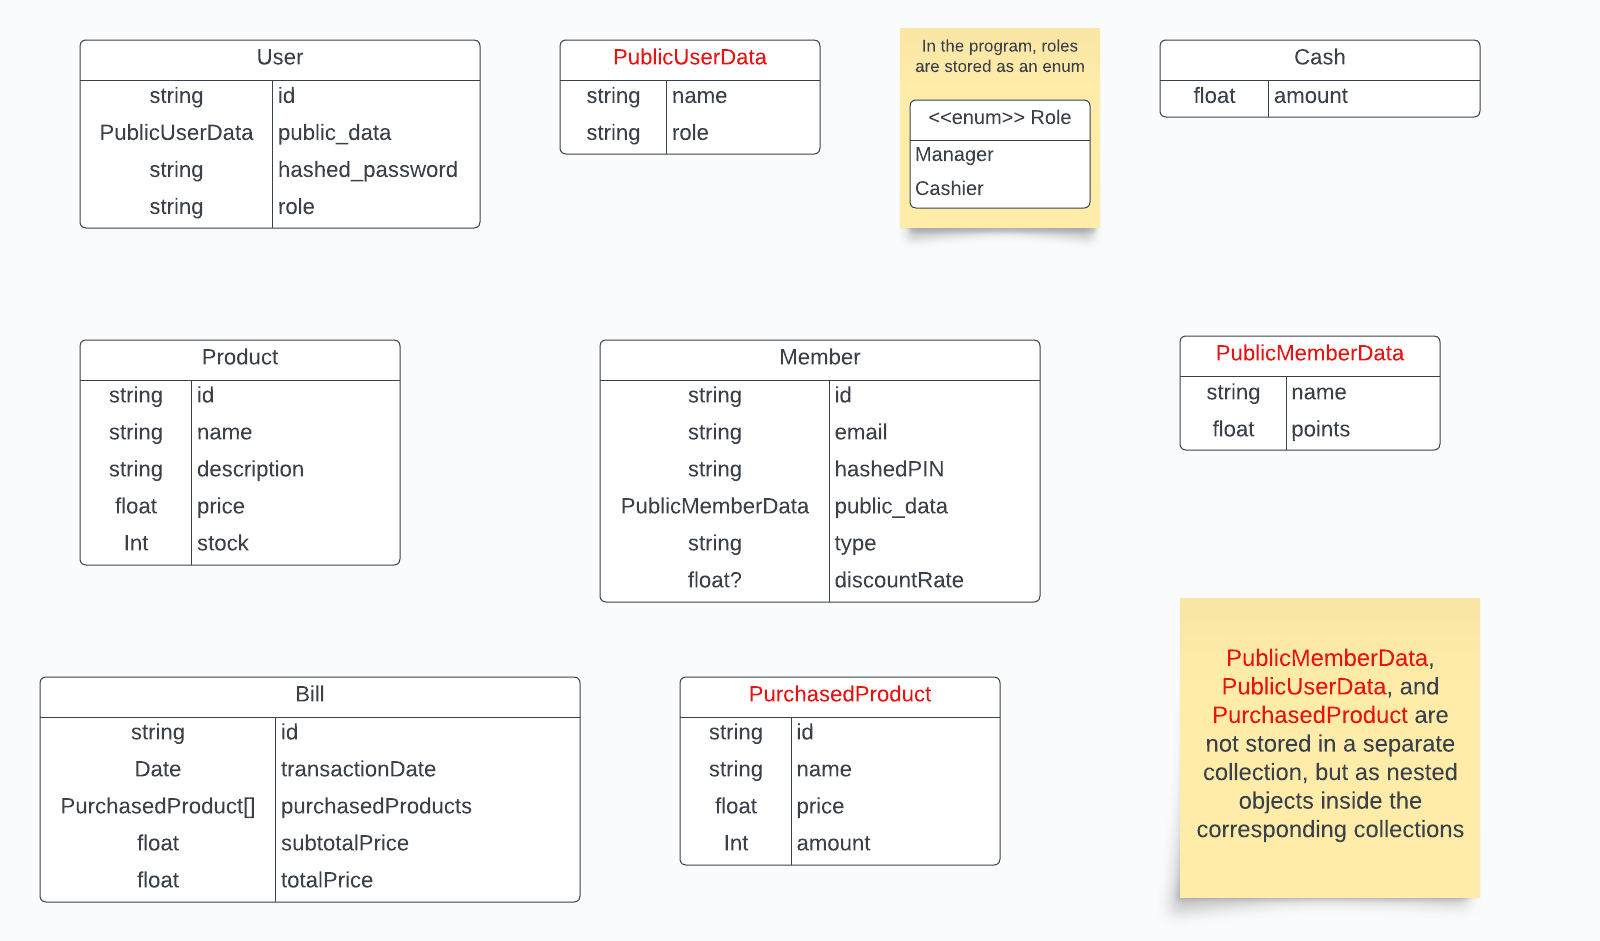 User
string id
PublicUserData public_data
string hashed_password
string role
PublicUserData
string name
string role
In the program, roles
are stored as an enum
<<enum>> Role
Manager
Cashier
Cash
float amount
Product
string id
string name
string description
float price
Int stock
Member
string id
string email
string hashedPIN
PublicMemberData public_data
string type
float? discountRate
PublicMemberData
string name
float points
Bill
string id
Date transactionDate
PurchasedProduct[] purchasedProducts
float subtotalPrice
float totalPrice
PurchasedProduct
string id
string name
float price
Int amount
PublicMemberData,
PublicUserData, and
PurchasedProduct are
not stored in a separate
collection, but as nested
objects inside the
corresponding collections